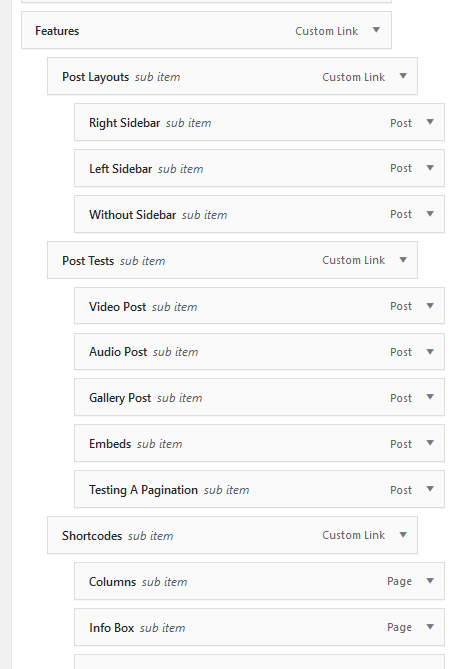 Features Custom Link
Post Layouts sub item Custom Link
Right Sidebar sub item Post
Left Sidebar sub item Post
Without Sidebar sub item Post
Post Tests sub item Custom Link
Video Post sub item Post
Audio Post sub item Post
Gallery Post sub item Post
Embeds sub item Post
Testing A Pagination sub item Post
Shortcodes sub item Custom Link
Columns sub item Page
Info Box sub item Page